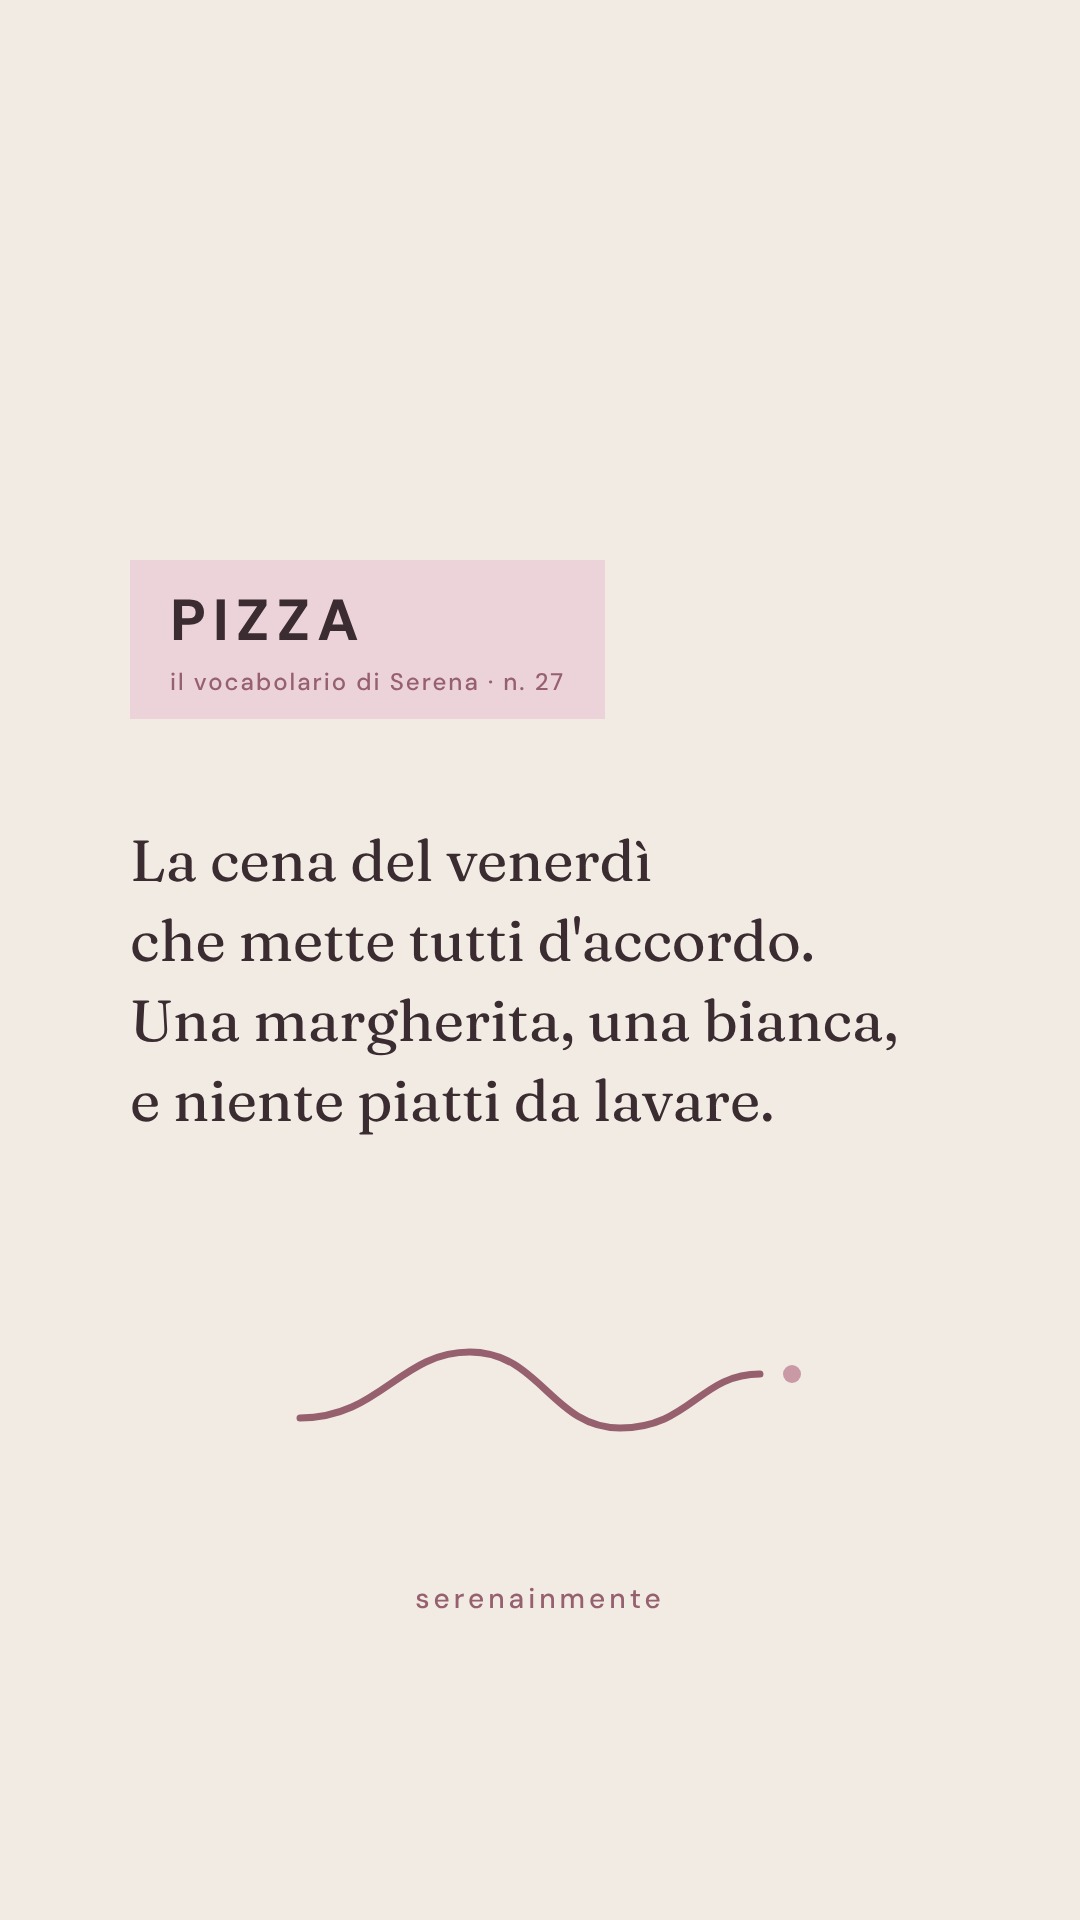 PIZZA
il vocabolario di Serena · n. 27
La cena del venerdì
che mette tutti d'accordo.
Una margherita, una bianca,
e niente piatti da lavare.
serenainmente